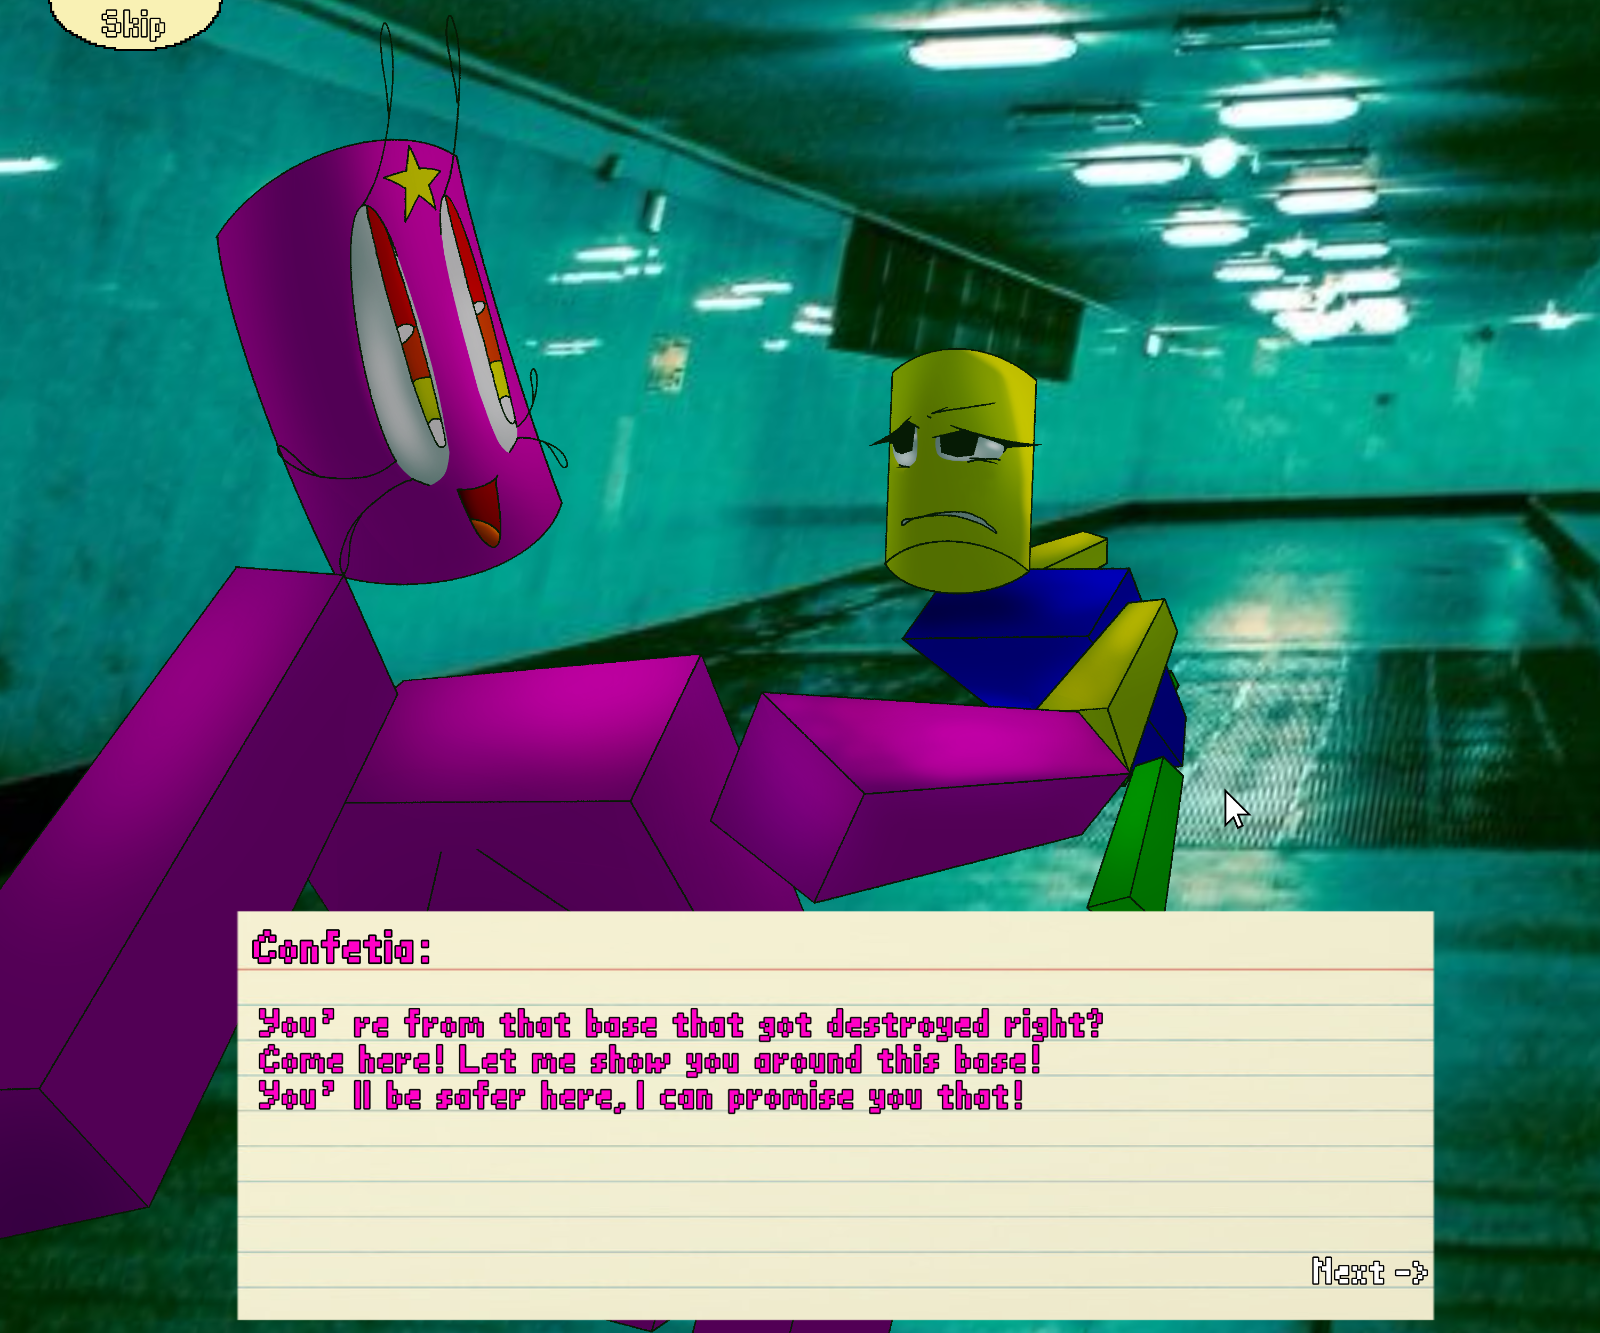 Skip
Confetia:
You' re from that base that got destroyed right?
Come here! Let me show you around this base!
You' ll be safer here, I can promise you that!
Next ->